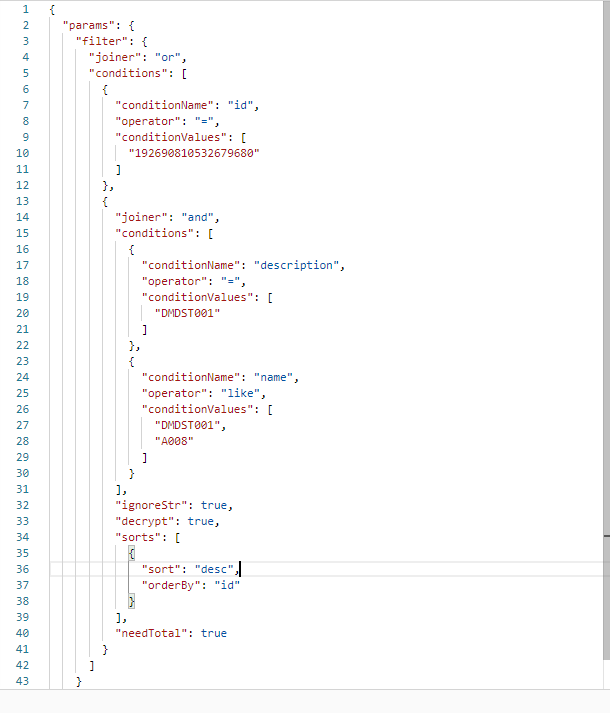 1 {
2 "params": {
3 "filter": {
4 "joiner": "or",
5 "conditions": [
6 {
7 "conditionName": "id",
8 "operator": "=",
9 "conditionValues": [
10 "192690810532679680"
11 ]
12 },
13 {
14 "joiner": "and",
15 "conditions": [
16 {
17 "conditionName": "description",
18 "operator": "=",
19 "conditionValues": [
20 "DMDST001"
21 ]
22 },
23 {
24 "conditionName": "name",
25 "operator": "like",
26 "conditionValues": [
27 "DMDST001",
28 "A008"
29 ]
30 }
31 ],
32 "ignoreStr": true,
33 "decrypt": true,
34 "sorts": [
35 {
36 "sort": "desc",
37 "orderBy": "id"
38 }
39 ],
40 "needTotal": true
41 }
42 ]
43 }